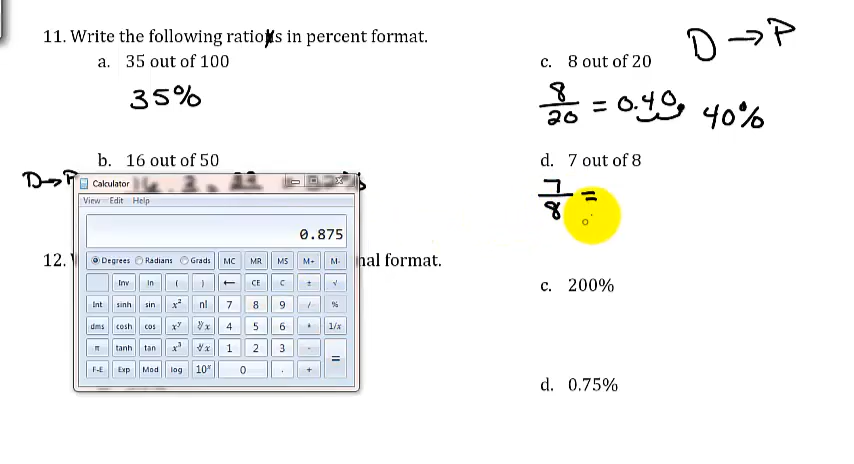 11. Write the following ratios in percent format.
D → P
a. 35 out of 100
35%
c. 8 out of 20
8/20 = 0.40 40%
b. 16 out of 50
D→P
d. 7 out of 8
7/8 =
Calculator
View Edit Help
0.875
Degrees Radians Grads MC MR MS M+ M-
Inv ln ( ) ← CE C ± √
Int sinh sin x² n! 7 8 9 / %
dms cosh cos xʸ ʸ√x 4 5 6 * 1/x
π tanh tan x³ ³√x 1 2 3 - =
F-E Exp Mod log 10ˣ 0 . +
12. nal format.
c. 200%
d. 0.75%